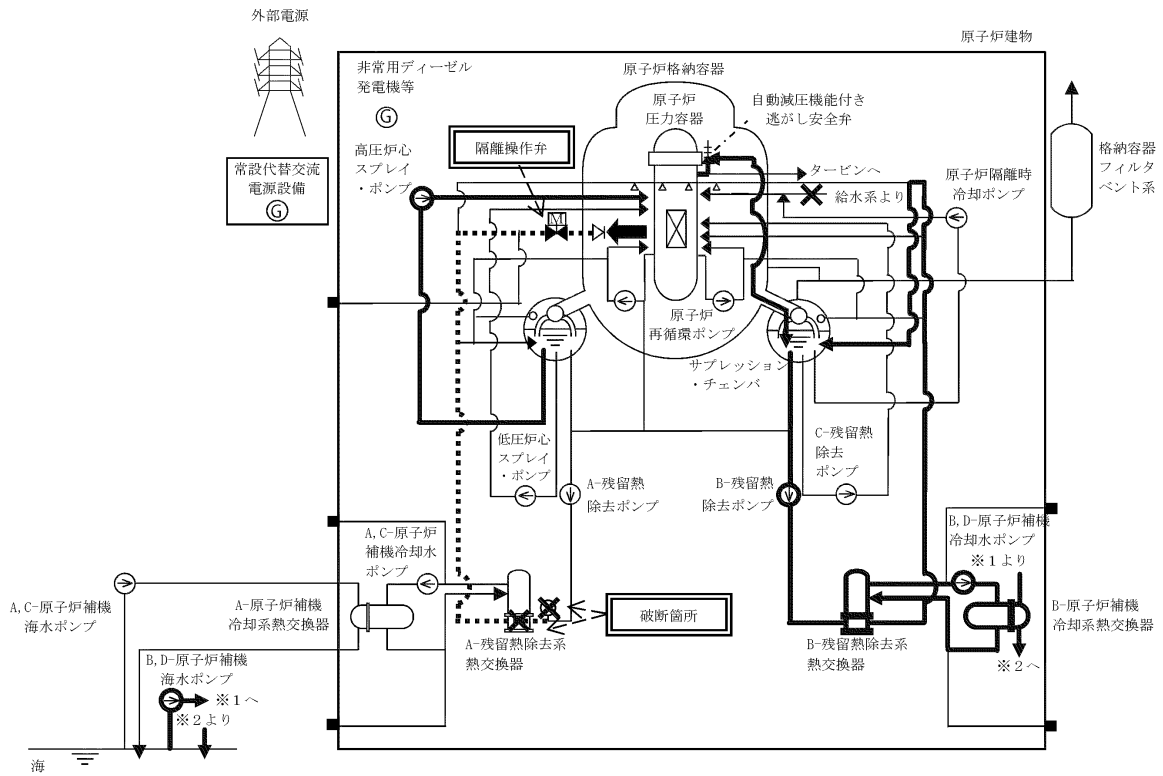 外部電源
原子炉建物
非常用ディーゼル
発電機等
G
原子炉格納容器
原子炉
圧力容器
自動減圧機能付き
逃がし安全弁
隔離操作弁
高圧炉心
スプレイ
・ポンプ
常設代替交流
電源設備
G
タービンへ
給水系より
原子炉隔離時
冷却ポンプ
格納容器
フィルタ
ベント系
M
原子炉
再循環ポンプ
サプレッション
・チェンバ
低圧炉心
スプレイ
・ポンプ
A-残留熱
除去ポンプ
B-残留熱
除去ポンプ
C-残留熱
除去
ポンプ
A,C-原子炉
補機冷却水
ポンプ
B,D-原子炉補機
冷却水ポンプ
※1より
A,C-原子炉補機
海水ポンプ
A-原子炉補機
冷却系熱交換器
破断箇所
B-原子炉補機
冷却系熱交換器
A-残留熱除去系
熱交換器
B-残留熱除去系
熱交換器
※2へ
B,D-原子炉補機
海水ポンプ
※1へ
※2より
海